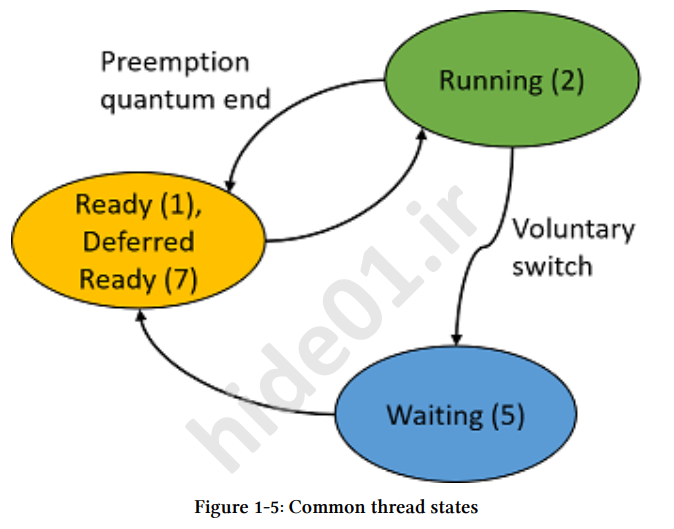 Preemption
quantum end
Running (2)
Ready (1),
Deferred
Ready (7)
Voluntary
switch
Waiting (5)
hide01.ir
Figure 1-5: Common thread states